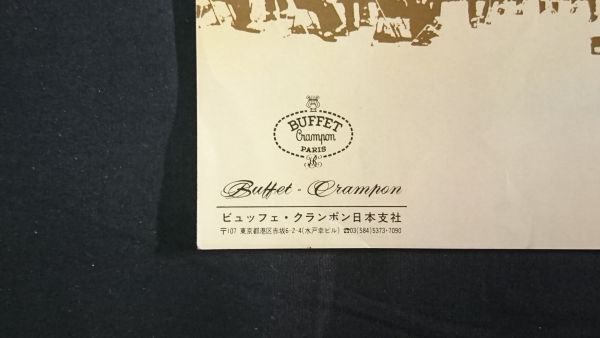 BUFFET
Crampon
PARIS
BC
Buffet - Crampon
ビュッフェ・クランポン日本支社
〒107 東京都港区赤坂6-2-4(水戸幸ビル) ☎03(584)5373・7090